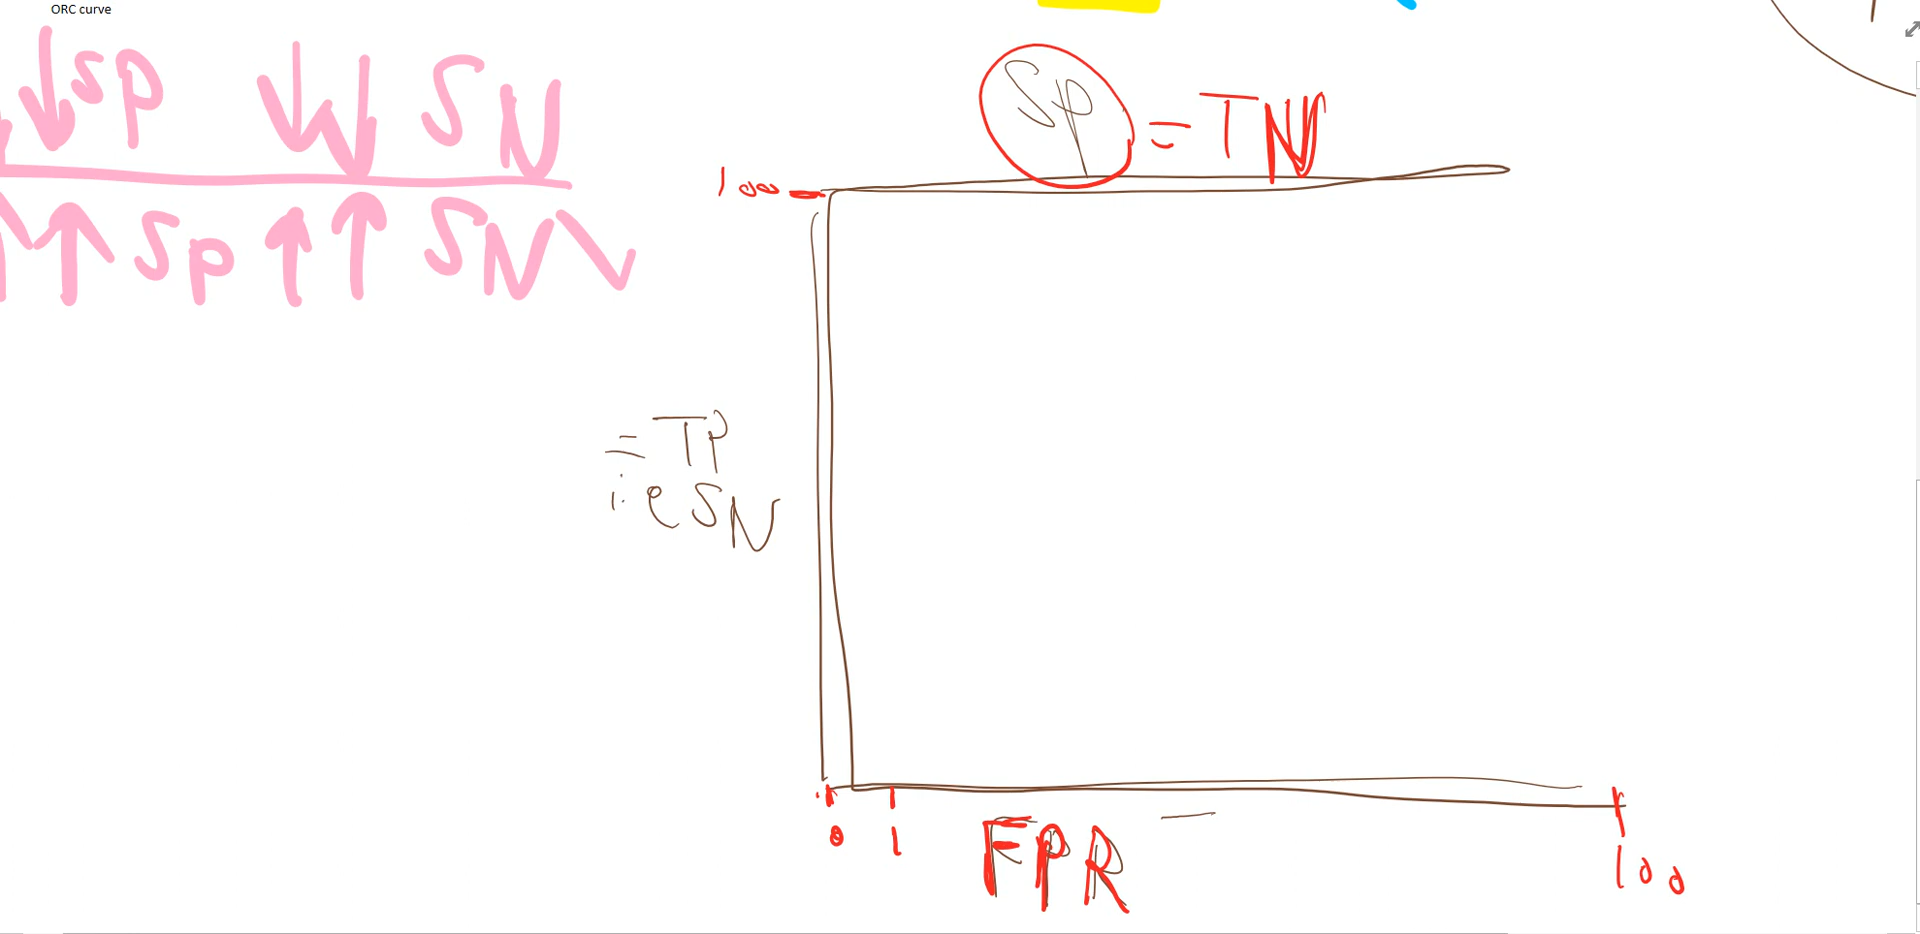 ORC curve
↓sp ↓↓ SN
↑↑ Sp ↑↑ SN
Sp = TN
100
= TP
i.e SN
0 1 100
FPR